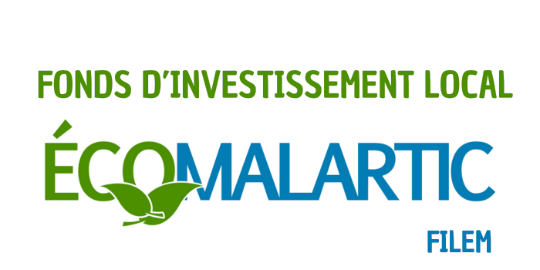 FONDS D'INVESTISSEMENT LOCAL
ÉCOMALARTIC
FILEM